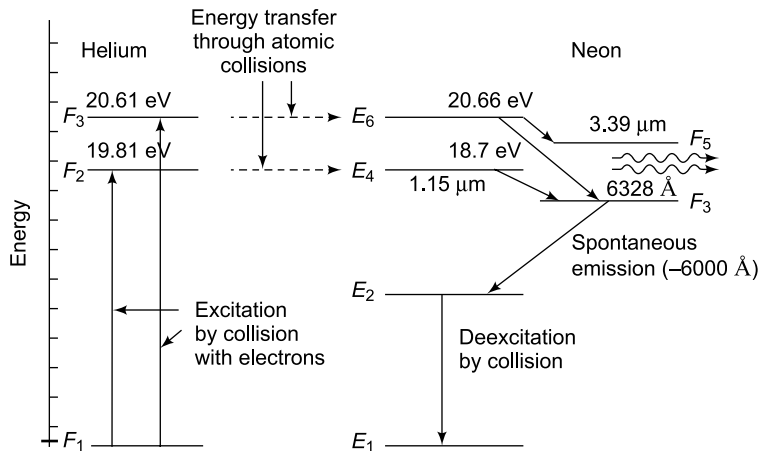 Energy transfer
through atomic
collisions
Helium
Neon
F3
20.61 eV
E6
20.66 eV
3.39 μm
F5
F2
19.81 eV
E4
18.7 eV
1.15 μm
6328 Å
F3
Energy
Spontaneous
emission (–6000 Å)
E2
Excitation
by collision
with electrons
Deexcitation
by collision
F1
E1